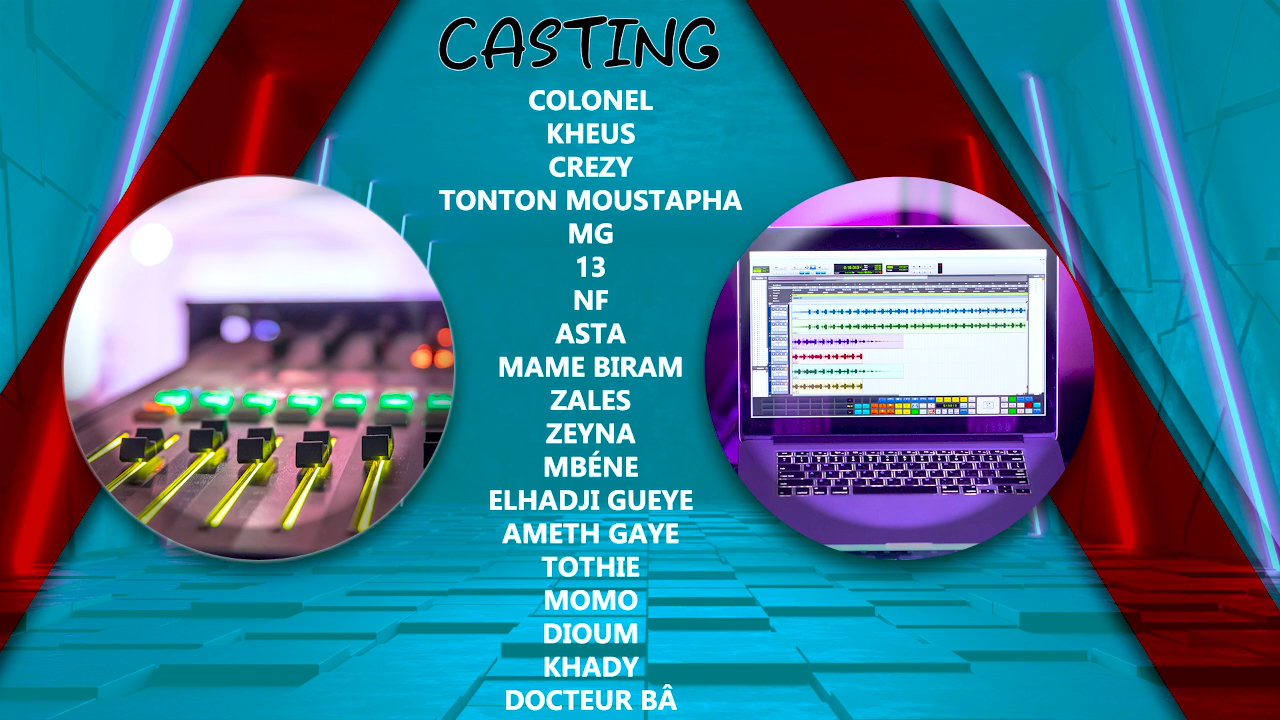 CASTING
COLONEL
KHEUS
CREZY
TONTON MOUSTAPHA
MG
13
NF
ASTA
MAME BIRAM
ZALES
ZEYNA
MBÉNE
ELHADJI GUEYE
AMETH GAYE
TOTHIE
MOMO
DIOUM
KHADY
DOCTEUR BÂ